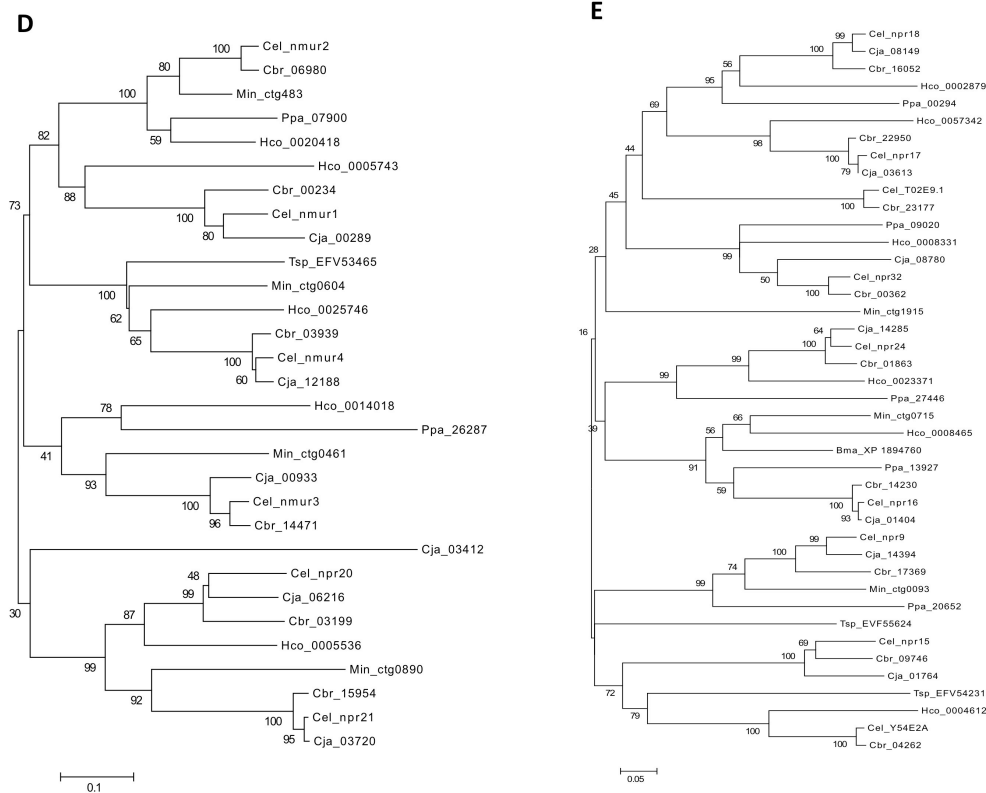 D
Cel_nmur2
100
Cbr_06980
80
Min_ctg483
100
Ppa_07900
59
Hco_0020418
82
Hco_0005743
88
Cbr_00234
100
Cel_nmur1
80
Cja_00289
73
Tsp_EFV53465
100
Min_ctg0604
62
Hco_0025746
65
Cbr_03939
100
Cel_nmur4
60
Cja_12188
78
Hco_0014018
Ppa_26287
41
Min_ctg0461
93
Cja_00933
100
Cel_nmur3
96
Cbr_14471
Cja_03412
30
48
Cel_npr20
99
Cja_06216
Cbr_03199
87
Hco_0005536
99
Min_ctg0890
92
Cbr_15954
100
Cel_npr21
95
Cja_03720
0.1
E
99
Cel_npr18
100
Cja_08149
Cbr_16052
56
Hco_0002879
95
Ppa_00294
69
Hco_0057342
98
Cbr_22950
100
Cel_npr17
79
Cja_03613
44
Cel_T02E9.1
100
Cbr_23177
45
Ppa_09020
99
Hco_0008331
Cja_08780
50
Cel_npr32
100
Cbr_00362
28
Min_ctg1915
16
64
Cja_14285
100
Cel_npr24
Cbr_01863
99
Hco_0023371
99
Ppa_27446
39
66
Min_ctg0715
Hco_0008465
56
Bma_XP 1894760
91
Ppa_13927
59
Cbr_14230
100
Cel_npr16
93
Cja_01404
99
Cel_npr9
100
Cja_14394
Cbr_17369
74
Min_ctg0093
99
Ppa_20652
Tsp_EVF55624
69
Cel_npr15
100
Cbr_09746
Cja_01764
72
Tsp_EFV54231
79
Hco_0004612
100
Cel_Y54E2A
100
Cbr_04262
0.05